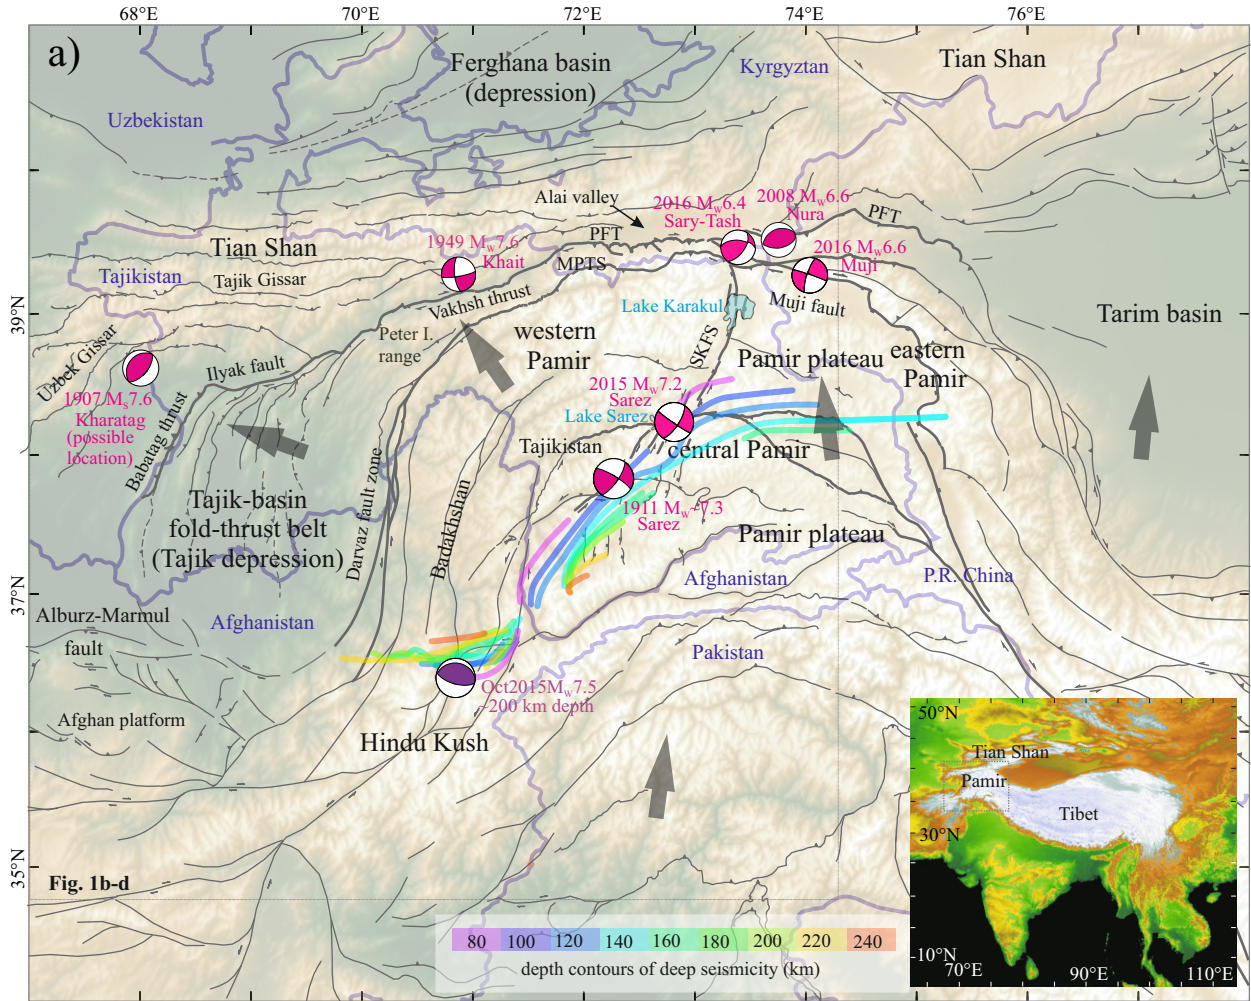 68°E
70°E
72°E
74°E
76°E
a)
Ferghana basin
(depression)
Kyrgyztan
Tian Shan
Uzbekistan
Alai valley
2016 Mw6.4
Sary-Tash
2008 Mw6.6
Nura
PFT
PFT
Tian Shan
1949 Mw7.6
Khait
MPTS
2016 Mw6.6
Muji
Tajikistan
Tajik Gissar
39°N
Vakhsh thrust
Lake Karakul
Muji fault
Tarim basin
Uzbek Gissar
Peter I.
range
western
Pamir
SKFS
Pamir plateau
eastern
Pamir
Ilyak fault
1907 Ms7.6
Kharatag
(possible
location)
Babatag thrust
2015 Mw7.2
Sarez
Lake Sarez
Tajikistan
central Pamir
Tajik-basin
fold-thrust belt
(Tajik depression)
Darvaz fault zone
Badakhshan
1911 Mw~7.3
Sarez
Pamir plateau
37°N
Afghanistan
P.R. China
Alburz-Marmul
fault
Afghanistan
Pakistan
Oct2015Mw7.5
~200 km depth
Afghan platform
Hindu Kush
35°N
Fig. 1b-d
80 100 120 140 160 180 200 220 240
depth contours of deep seismicity (km)
50°N
Tian Shan
Pamir
Tibet
30°N
10°N
70°E
90°E
110°E